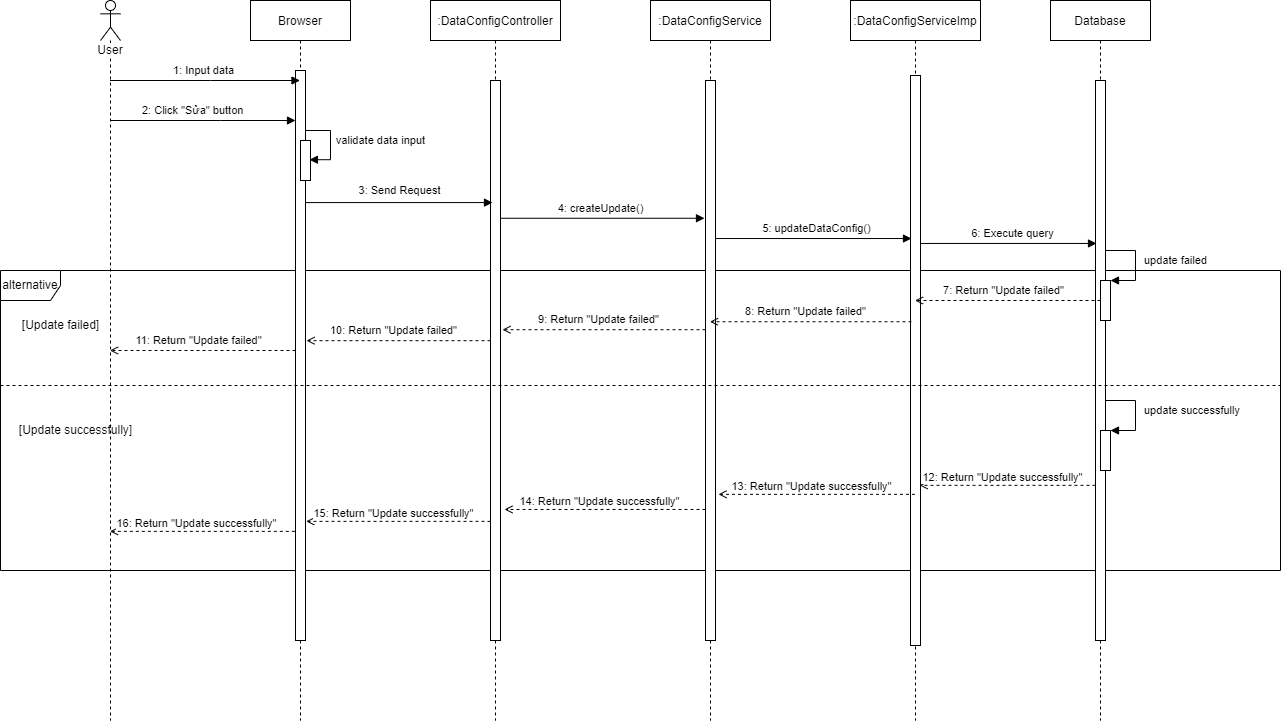 Browser
:DataConfigController
:DataConfigService
:DataConfigServiceImp
Database
User
1: Input data
2: Click "Sửa" button
validate data input
3: Send Request
4: createUpdate()
5: updateDataConfig()
6: Execute query
update failed
alternative
7: Return "Update failed"
8: Return "Update failed"
9: Return "Update failed"
[Update failed]
10: Return "Update failed"
11: Return "Update failed"
update successfully
[Update successfully]
12: Return "Update successfully"
13: Return "Update successfully"
14: Return "Update successfully"
15: Return "Update successfully"
16: Return "Update successfully"